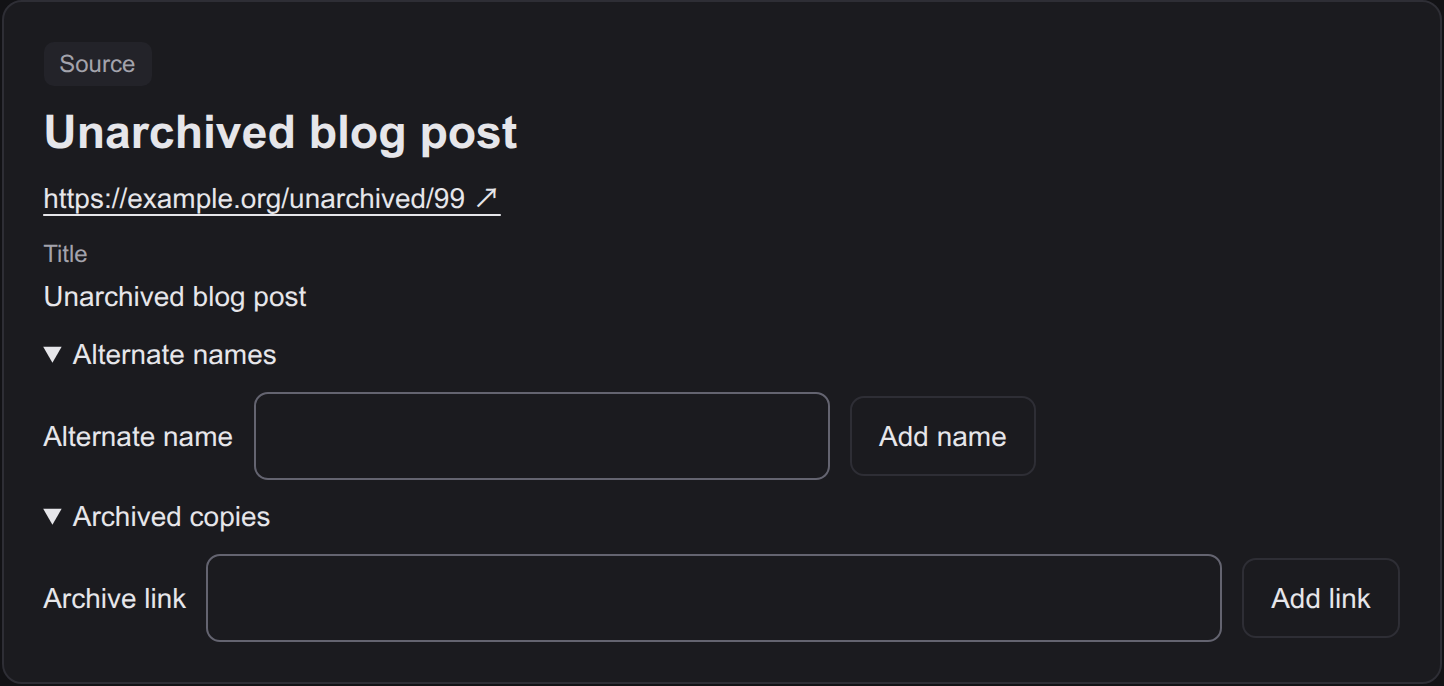 Source
Unarchived blog post
https://example.org/unarchived/99 ↗
Title
Unarchived blog post
▼ Alternate names
Alternate name Add name
▼ Archived copies
Archive link Add link